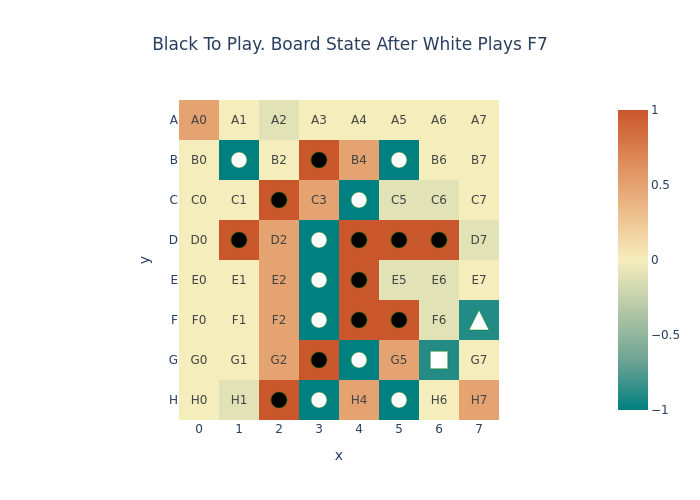 Black To Play. Board State After White Plays F7
A A0 A1 A2 A3 A4 A5 A6 A7
B B0 B2 B4 B6 B7
C C0 C1 C3 C5 C6 C7
D D0 D2 D7
E E0 E1 E2 E5 E6 E7
F F0 F1 F2 F6
G G0 G1 G2 G5 G7
H H0 H1 H4 H6 H7
0 1 2 3 4 5 6 7
x
y
1
0.5
0
−0.5
−1